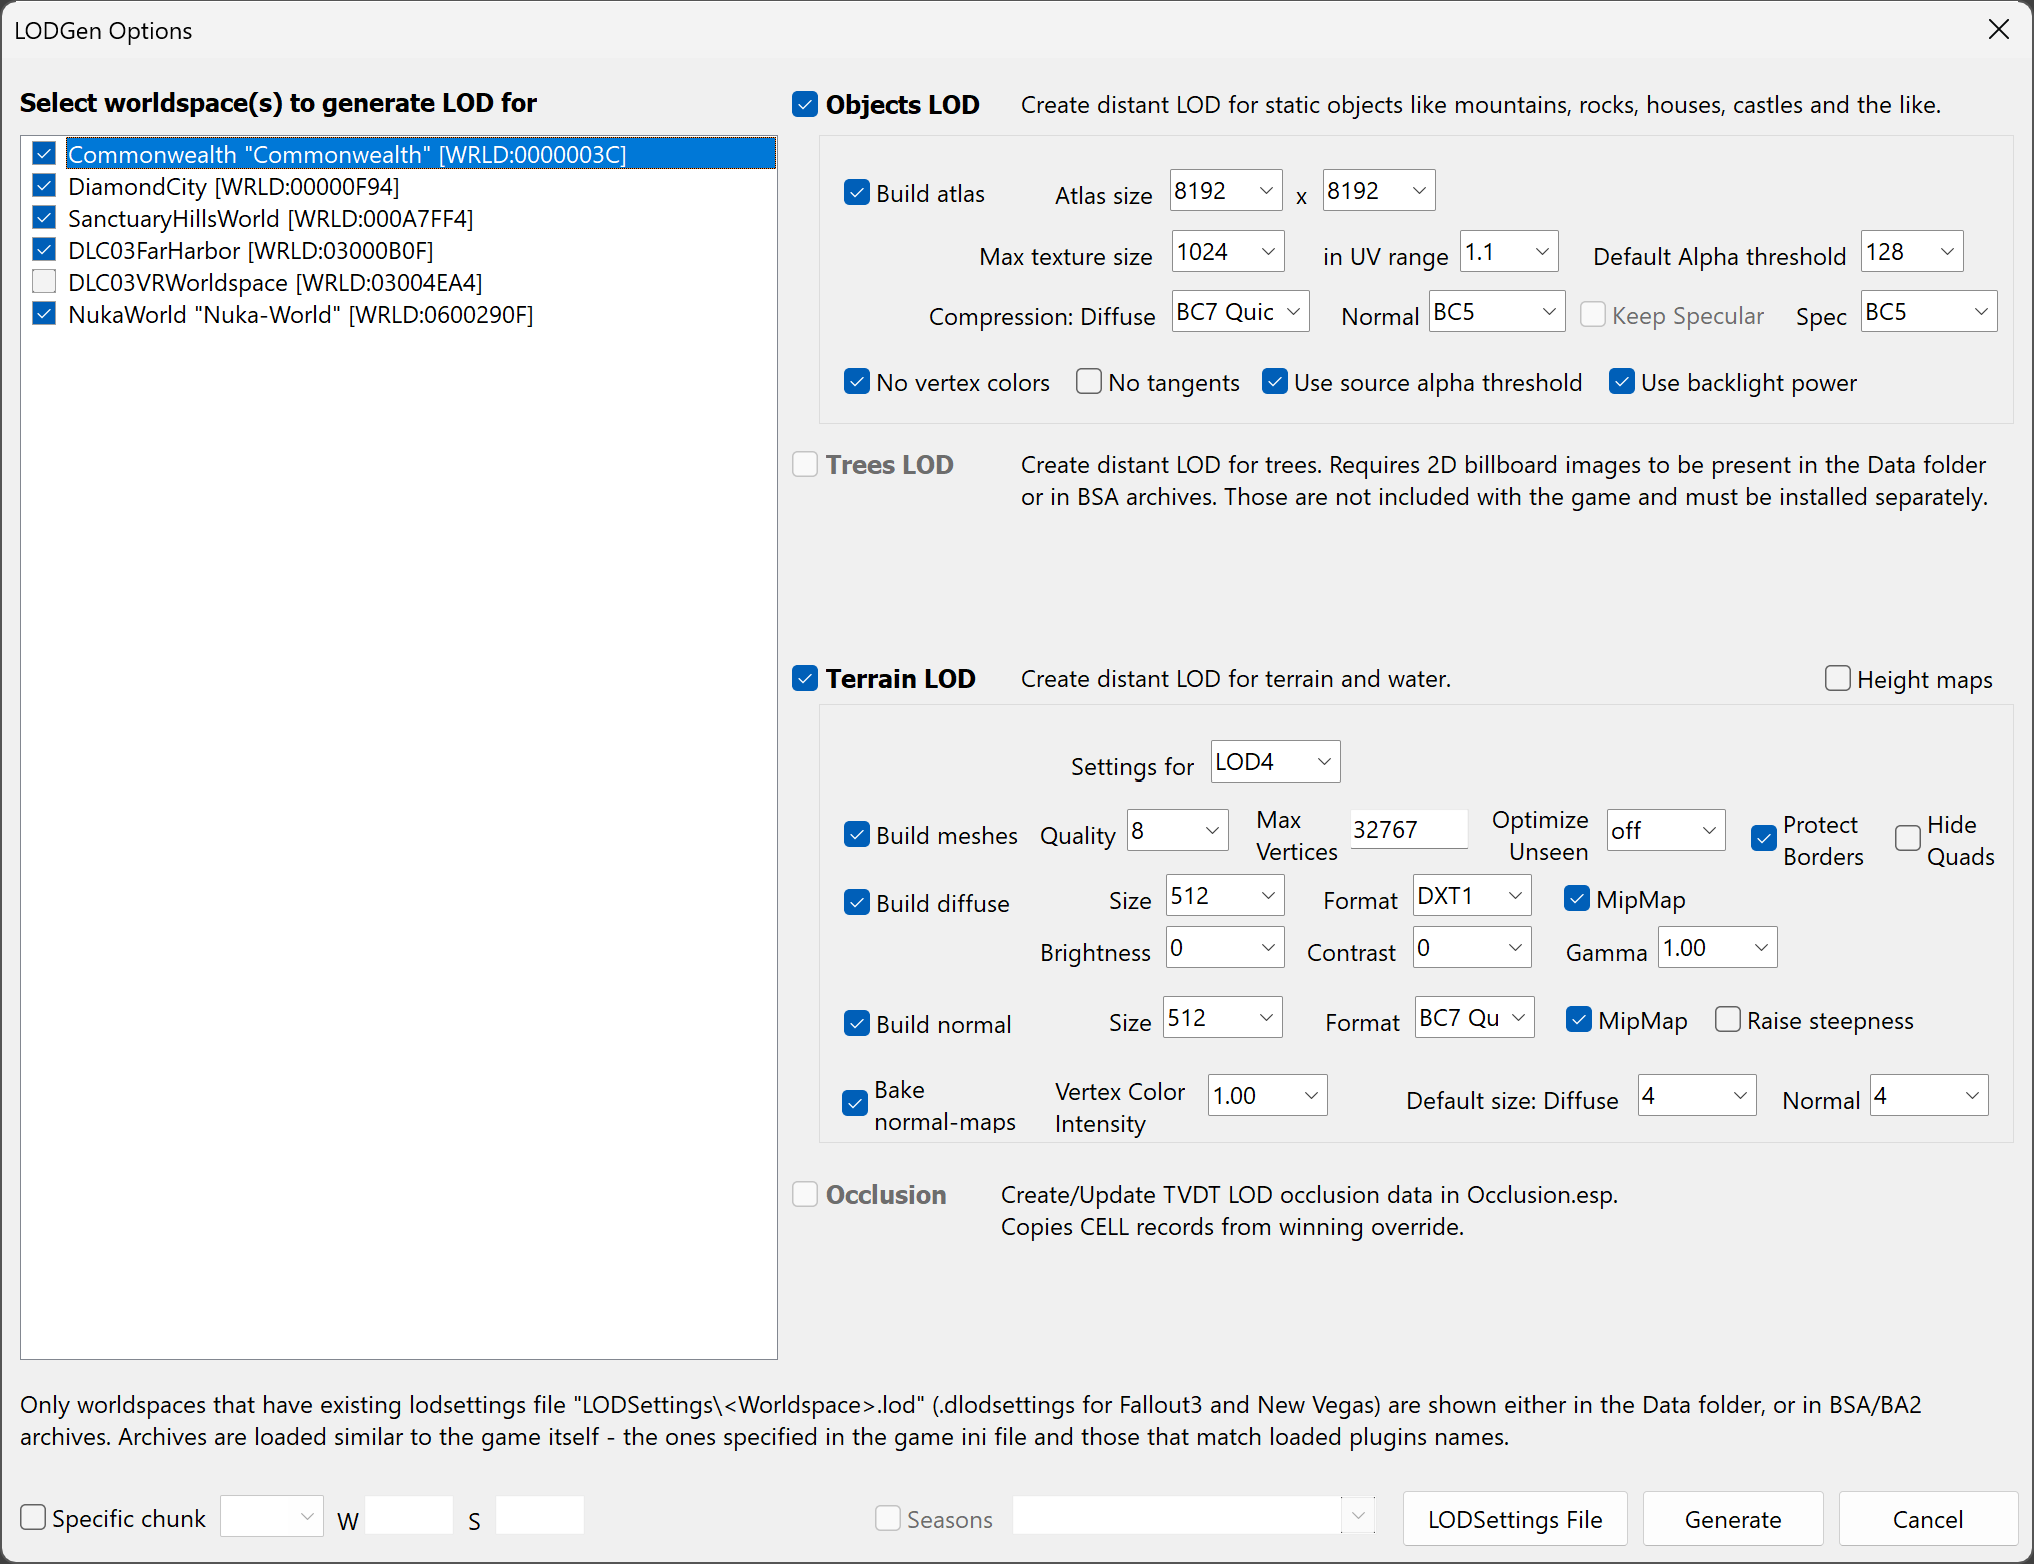 LODGen Options
Select worldspace(s) to generate LOD for
Commonwealth "Commonwealth" [WRLD:0000003C]
DiamondCity [WRLD:00000F94]
SanctuaryHillsWorld [WRLD:000A7FF4]
DLC03FarHarbor [WRLD:03000B0F]
DLC03VRWorldspace [WRLD:03004EA4]
NukaWorld "Nuka-World" [WRLD:0600290F]
Objects LOD Create distant LOD for static objects like mountains, rocks, houses, castles and the like.
Build atlas Atlas size 8192 x 8192
Max texture size 1024 in UV range 1.1 Default Alpha threshold 128
Compression: Diffuse BC7 Quic Normal BC5 Keep Specular Spec BC5
No vertex colors No tangents Use source alpha threshold Use backlight power
Trees LOD Create distant LOD for trees. Requires 2D billboard images to be present in the Data folder
or in BSA archives. Those are not included with the game and must be installed separately.
Terrain LOD Create distant LOD for terrain and water. Height maps
Settings for LOD4
Build meshes Quality 8 Max Vertices 32767 Optimize Unseen off Protect Borders Hide Quads
Build diffuse Size 512 Format DXT1 MipMap
Brightness 0 Contrast 0 Gamma 1.00
Build normal Size 512 Format BC7 Qu MipMap Raise steepness
Bake normal-maps Vertex Color Intensity 1.00 Default size: Diffuse 4 Normal 4
Occlusion Create/Update TVDT LOD occlusion data in Occlusion.esp.
Copies CELL records from winning override.
Only worldspaces that have existing lodsettings file "LODSettings\<Worldspace>.lod" (.dlodsettings for Fallout3 and New Vegas) are shown either in the Data folder, or in BSA/BA2
archives. Archives are loaded similar to the game itself - the ones specified in the game ini file and those that match loaded plugins names.
Specific chunk W S Seasons LODSettings File Generate Cancel